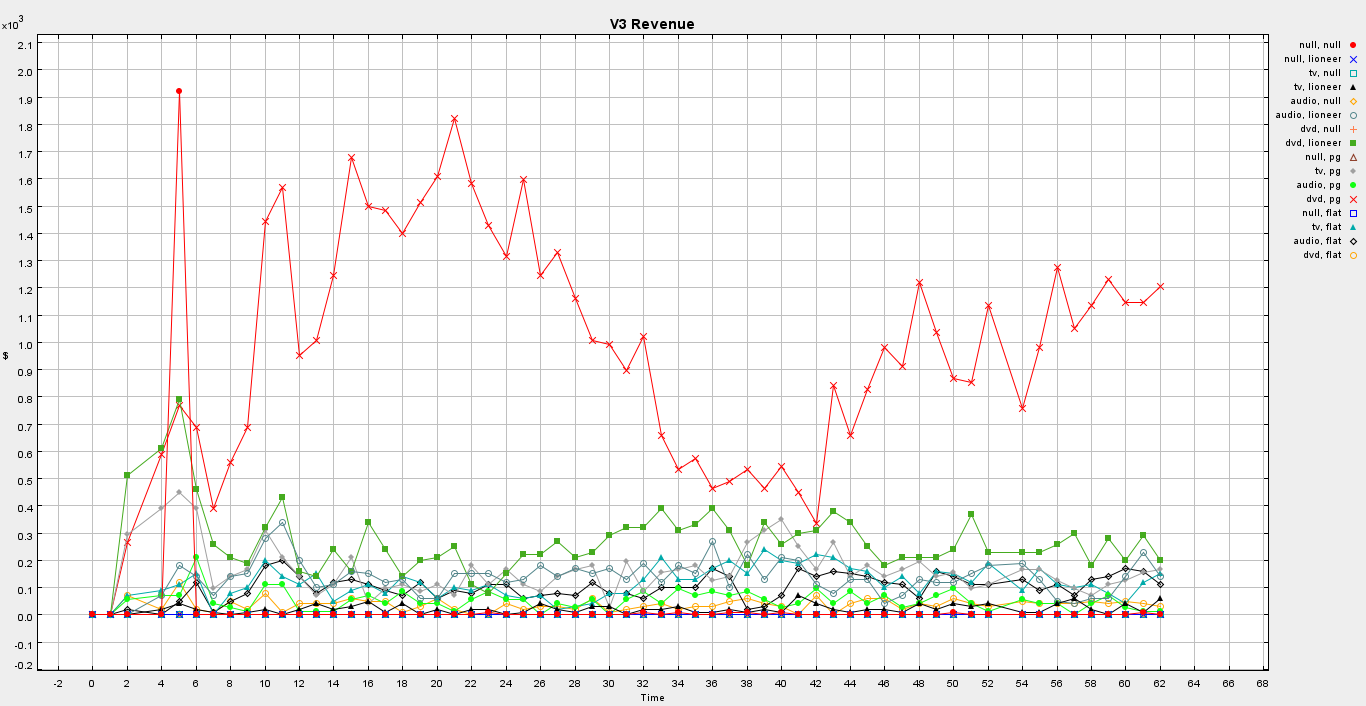 V3 Revenue
x10³
2.1
2.0
1.9
1.8
1.7
1.6
1.5
1.4
1.3
1.2
1.1
1.0
0.9
0.8
0.7
0.6
0.5
0.4
0.3
0.2
0.1
0.0
-0.1
-0.2
$
-2 0 2 4 6 8 10 12 14 16 18 20 22 24 26 28 30 32 34 36 38 40 42 44 46 48 50 52 54 56 58 60 62 64 66 68
Time
null, null
null, lioneer
tv, null
tv, lioneer
audio, null
audio, lioneer
dvd, null
dvd, lioneer
null, pg
tv, pg
audio, pg
dvd, pg
null, flat
tv, flat
audio, flat
dvd, flat